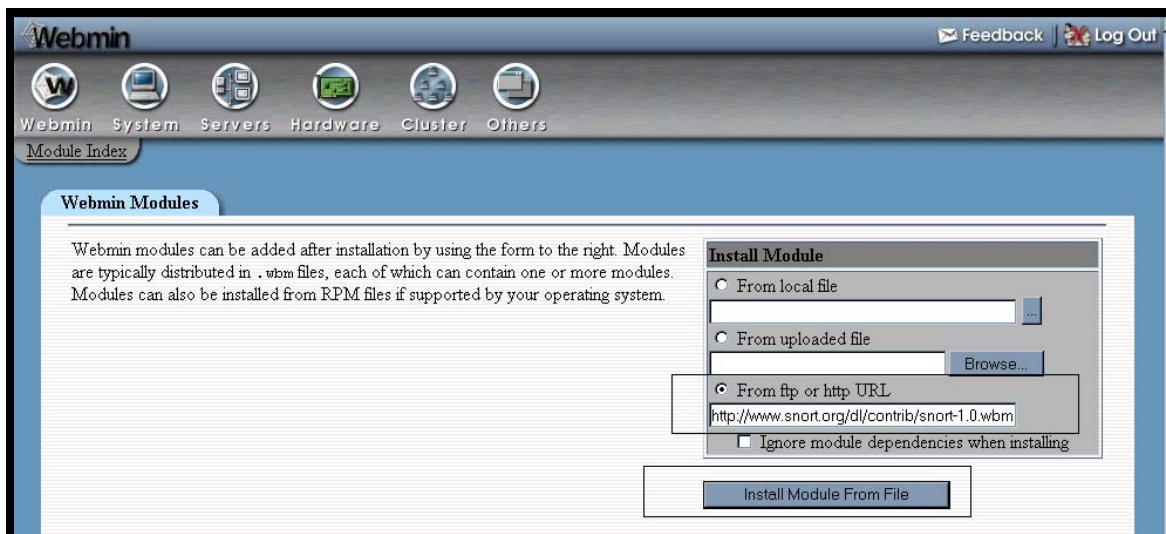 Webmin
Feedback
Log Out
Webmin System Servers Hardware Cluster Others
Module Index
Webmin Modules
Webmin modules can be added after installation by using the form to the right. Modules
are typically distributed in .wbm files, each of which can contain one or more modules.
Modules can also be installed from RPM files if supported by your operating system.
Install Module
From local file
...
From uploaded file
Browse...
From ftp or http URL
http://www.snort.org/dl/contrib/snort-1.0.wbm
Ignore module dependencies when installing
Install Module From File